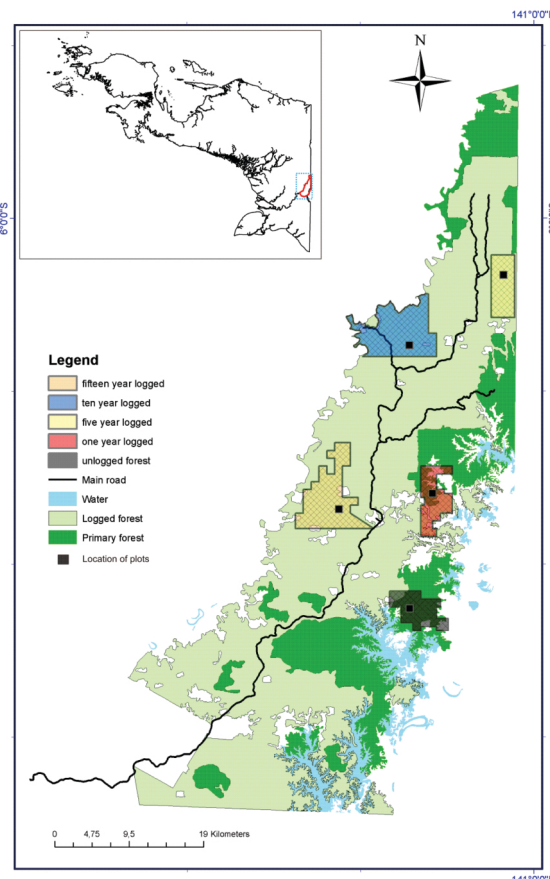 141°0'0"E
N
6°0'0"S
Legend
fifteen year logged
ten year logged
five year logged
one year logged
unlogged forest
Main road
Water
Logged forest
Primary forest
Location of plots
0 4,75 9,5 19 Kilometers